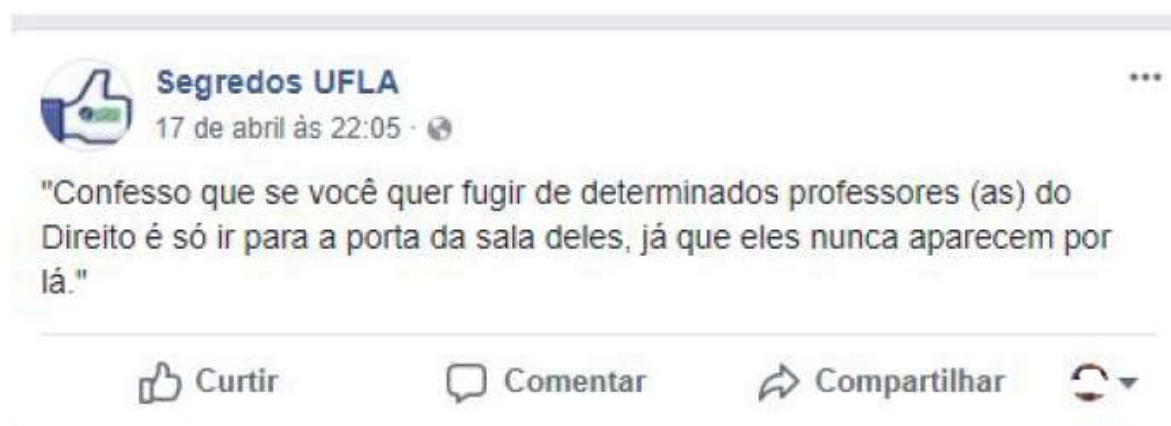 Segredos UFLA
17 de abril às 22:05 ·
"Confesso que se você quer fugir de determinados professores (as) do
Direito é só ir para a porta da sala deles, já que eles nunca aparecem por
lá."
Curtir Comentar Compartilhar